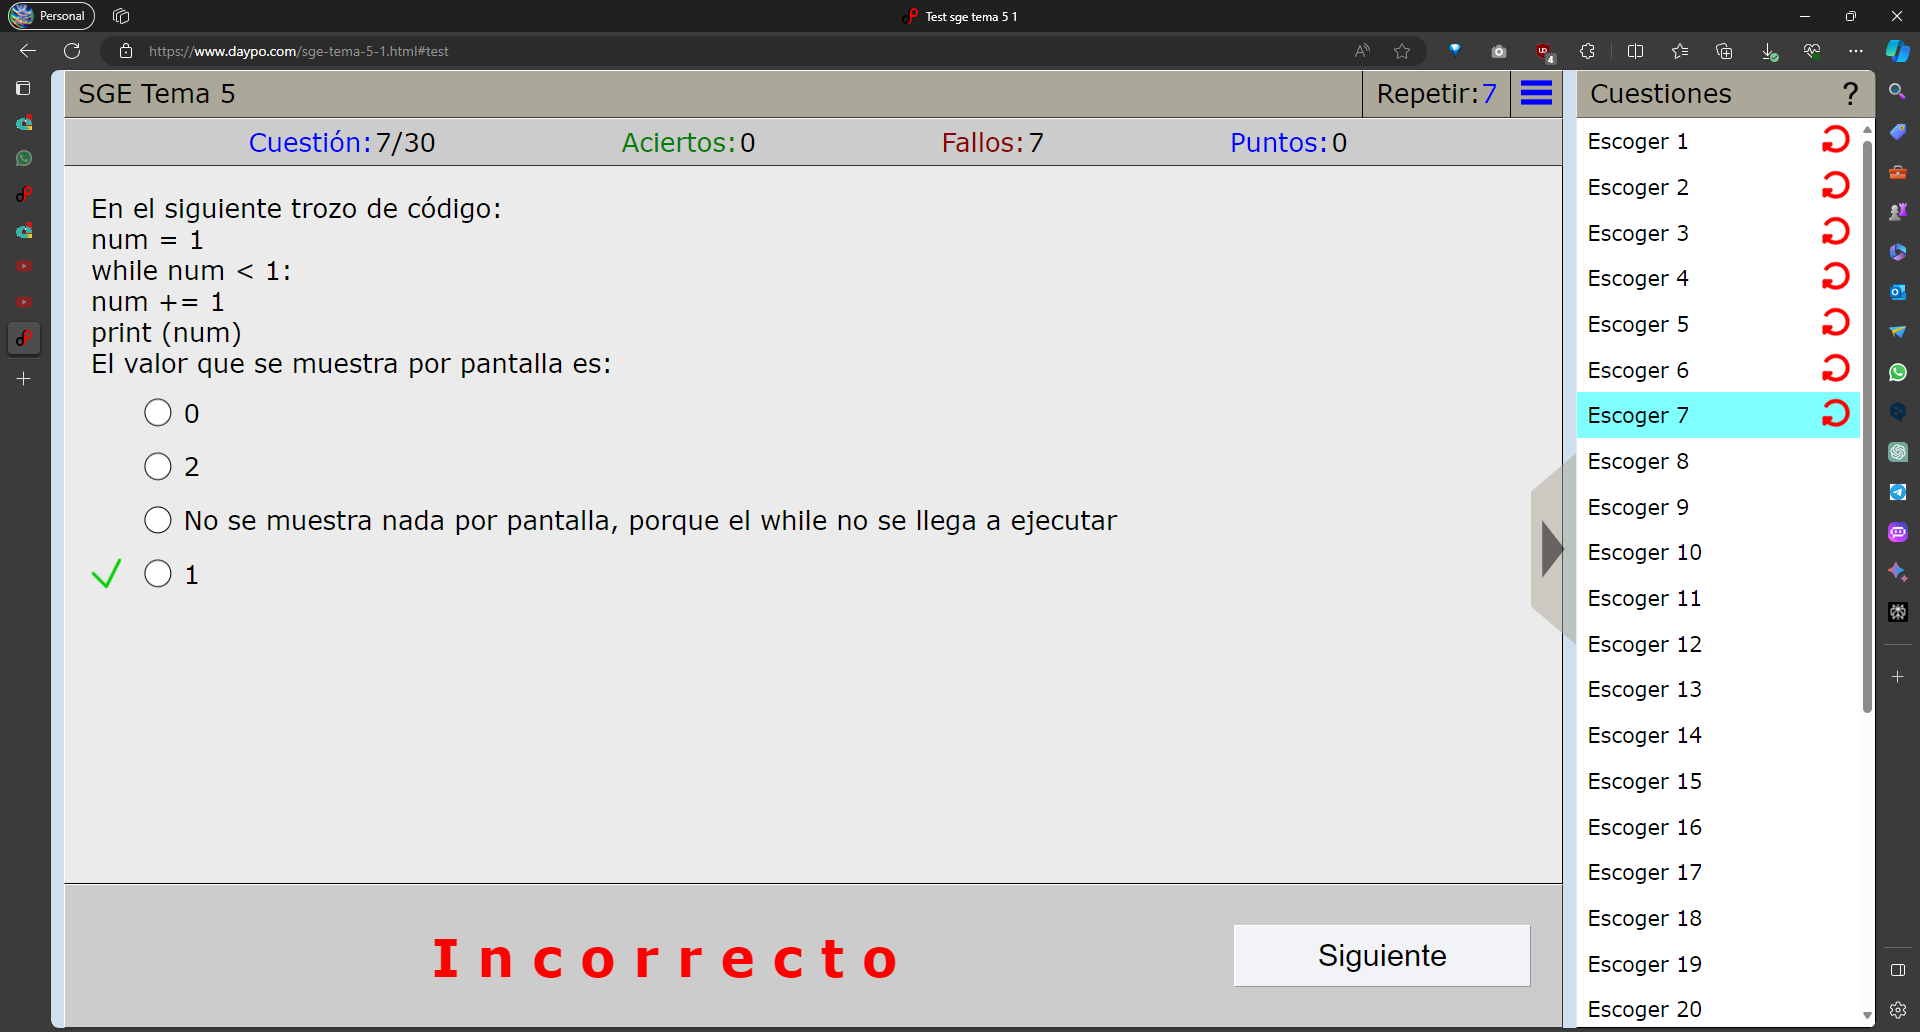 Personal
Test sge tema 5 1
https://www.daypo.com/sge-tema-5-1.html#test
SGE Tema 5
Repetir:7
Cuestión:7/30
Aciertos:0
Fallos:7
Puntos:0
En el siguiente trozo de código:
num = 1
while num < 1:
num += 1
print (num)
El valor que se muestra por pantalla es:
0
2
No se muestra nada por pantalla, porque el while no se llega a ejecutar
1
Incorrecto
Siguiente
Cuestiones ?
Escoger 1
Escoger 2
Escoger 3
Escoger 4
Escoger 5
Escoger 6
Escoger 7
Escoger 8
Escoger 9
Escoger 10
Escoger 11
Escoger 12
Escoger 13
Escoger 14
Escoger 15
Escoger 16
Escoger 17
Escoger 18
Escoger 19
Escoger 20
4